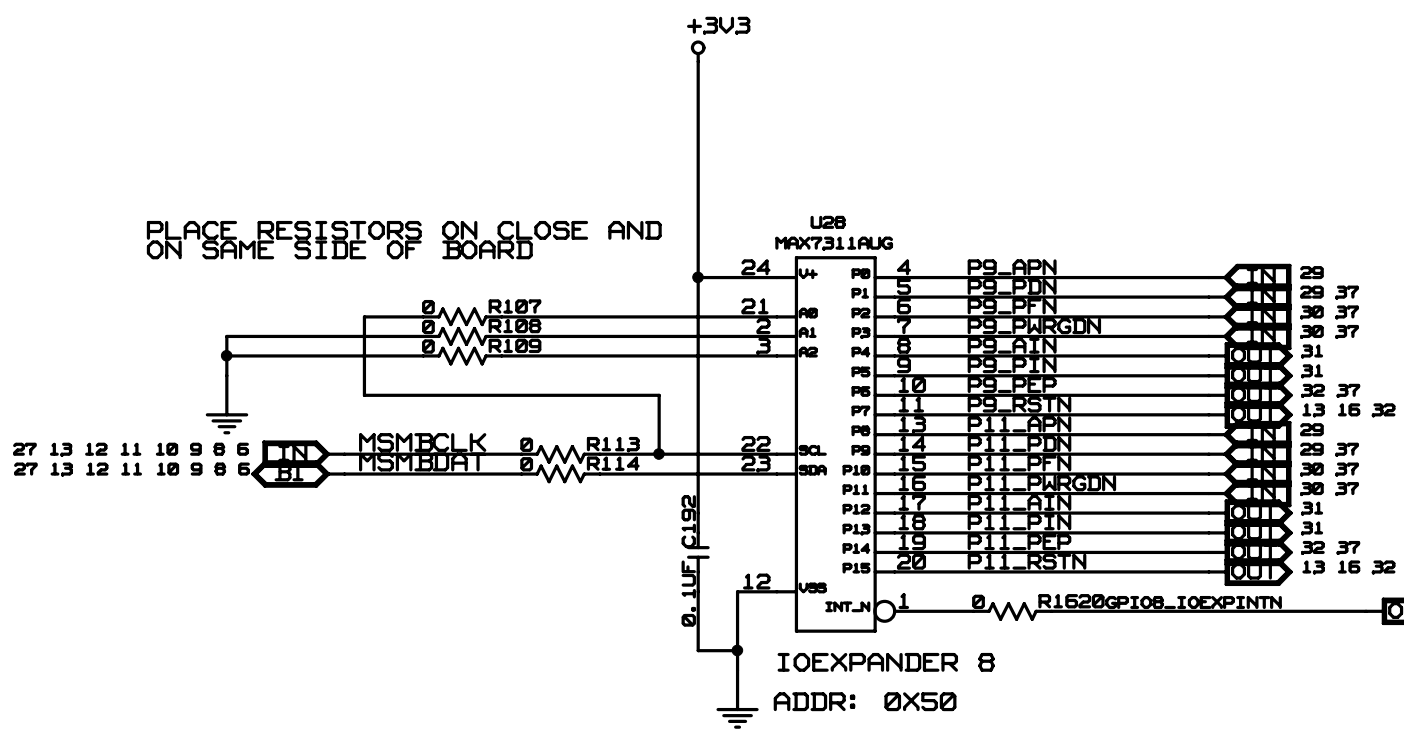 +3V3
PLACE RESISTORS ON CLOSE AND
ON SAME SIDE OF BOARD
U28
MAX7311AUG
24 V+ P0 4 P9_APN IN 29
P1 5 P9_PDN IN 29 37
0 R107 21 A0 P2 6 P9_PFN IN 30 37
0 R108 2 A1 P3 7 P9_PWRGDN IN 30 37
0 R109 3 A2 P4 8 P9_AIN OUT 31
P5 9 P9_PIN OUT 31
P6 10 P9_PEP OUT 32 37
P7 11 P9_RSTN OUT 13 16 32
P8 13 P11_APN IN 29
27 13 12 11 10 9 8 6 IN MSMBCLK 0 R113 22 SCL P9 14 P11_PDN IN 29 37
27 13 12 11 10 9 8 6 BI MSMBDAT 0 R114 23 SDA P10 15 P11_PFN IN 30 37
P11 16 P11_PWRGDN IN 30 37
P12 17 P11_AIN OUT 31
P13 18 P11_PIN OUT 31
P14 19 P11_PEP OUT 32 37
P15 20 P11_RSTN OUT 13 16 32
0.1UF C192
12 VSS
INT_N 1 0 R1620 GPIO8_IOEXPINTN O
IOEXPANDER 8
ADDR: 0X50